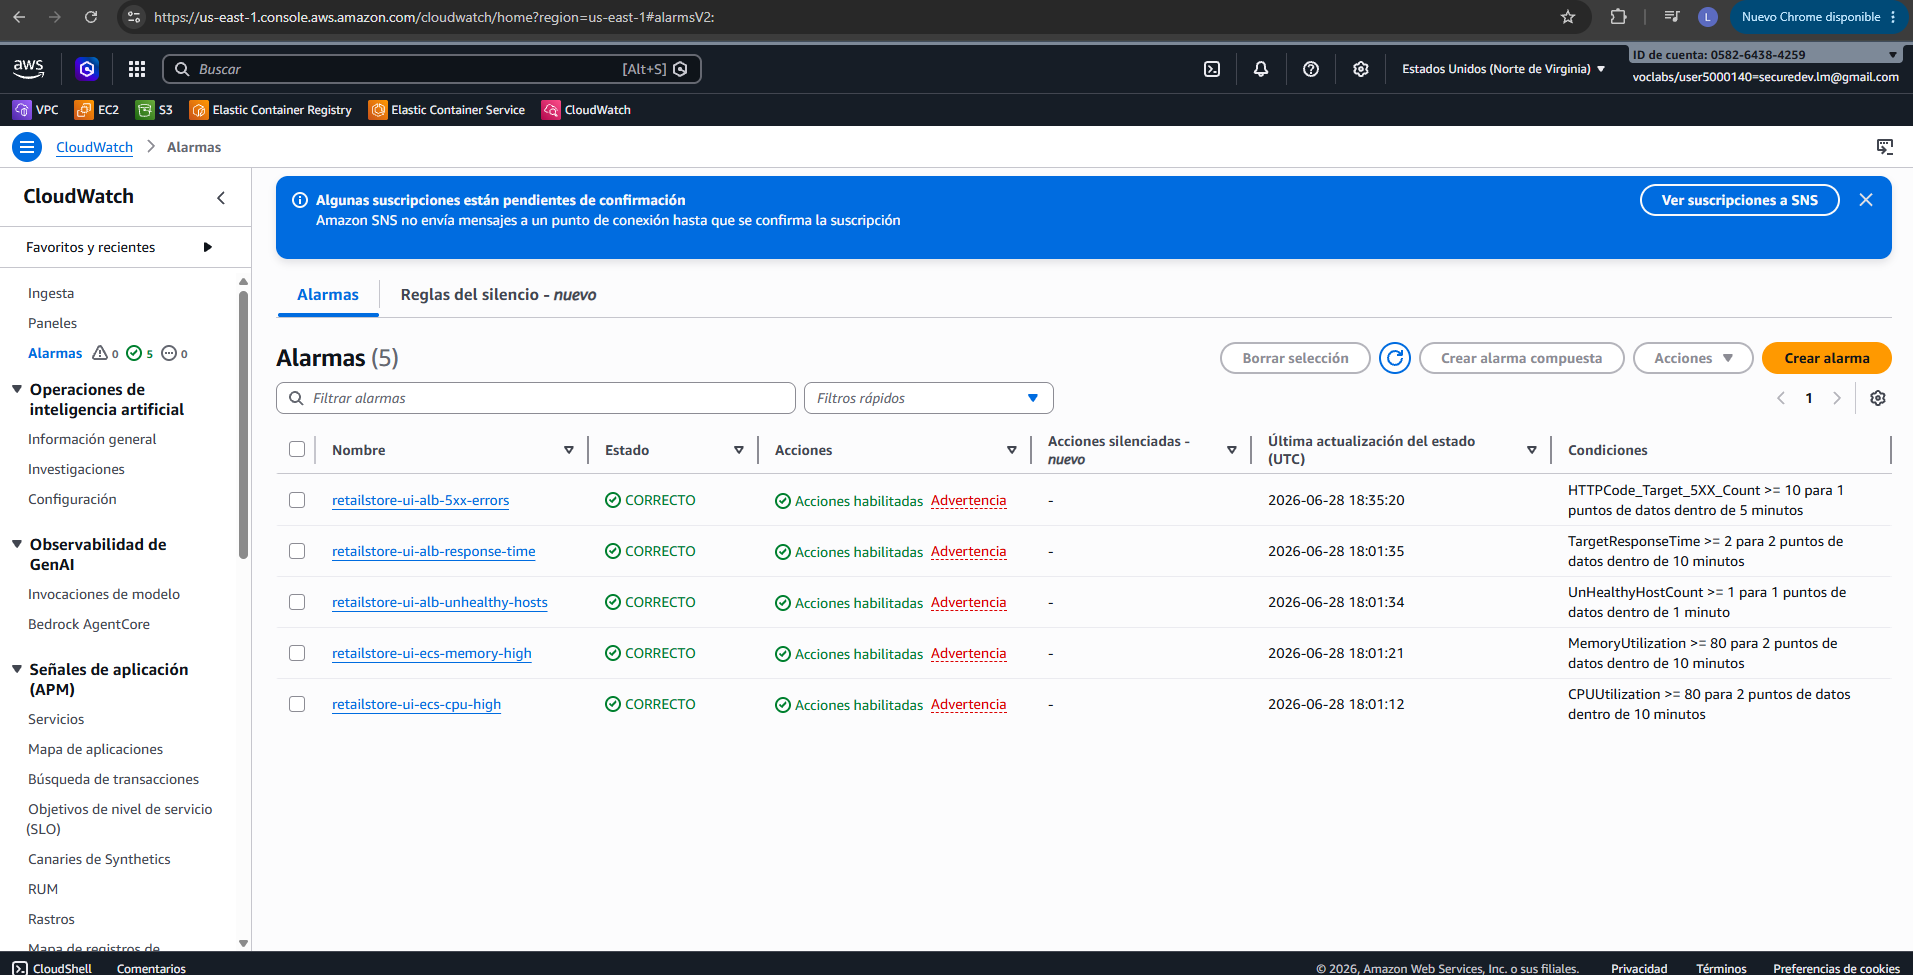 https://us-east-1.console.aws.amazon.com/cloudwatch/home?region=us-east-1#alarmsV2:
L
Nuevo Chrome disponible
aws
Buscar
[Alt+S]
Estados Unidos (Norte de Virginia)
ID de cuenta: 0582-6438-4259
voclabs/user5000140=securedev.lm@gmail.com
VPC
EC2
S3
Elastic Container Registry
Elastic Container Service
CloudWatch
CloudWatch
Alarmas
CloudWatch
Favoritos y recientes
Ingesta
Paneles
Alarmas 0 5 0
Operaciones de
inteligencia artificial
Información general
Investigaciones
Configuración
Observabilidad de
GenAI
Invocaciones de modelo
Bedrock AgentCore
Señales de aplicación
(APM)
Servicios
Mapa de aplicaciones
Búsqueda de transacciones
Objetivos de nivel de servicio
(SLO)
Canaries de Synthetics
RUM
Rastros
Mapa de registros de
Algunas suscripciones están pendientes de confirmación
Amazon SNS no envía mensajes a un punto de conexión hasta que se confirma la suscripción
Ver suscripciones a SNS
Alarmas
Reglas del silencio - nuevo
Alarmas (5)
Borrar selección
Crear alarma compuesta
Acciones
Crear alarma
Filtrar alarmas
Filtros rápidos
1
Nombre
Estado
Acciones
Acciones silenciadas -
nuevo
Última actualización del estado
(UTC)
Condiciones
retailstore-ui-alb-5xx-errors
CORRECTO
Acciones habilitadas Advertencia
-
2026-06-28 18:35:20
HTTPCode_Target_5XX_Count >= 10 para 1
puntos de datos dentro de 5 minutos
retailstore-ui-alb-response-time
CORRECTO
Acciones habilitadas Advertencia
-
2026-06-28 18:01:35
TargetResponseTime >= 2 para 2 puntos de
datos dentro de 10 minutos
retailstore-ui-alb-unhealthy-hosts
CORRECTO
Acciones habilitadas Advertencia
-
2026-06-28 18:01:34
UnHealthyHostCount >= 1 para 1 puntos de
datos dentro de 1 minuto
retailstore-ui-ecs-memory-high
CORRECTO
Acciones habilitadas Advertencia
-
2026-06-28 18:01:21
MemoryUtilization >= 80 para 2 puntos de
datos dentro de 10 minutos
retailstore-ui-ecs-cpu-high
CORRECTO
Acciones habilitadas Advertencia
-
2026-06-28 18:01:12
CPUUtilization >= 80 para 2 puntos de datos
dentro de 10 minutos
CloudShell
Comentarios
© 2026, Amazon Web Services, Inc. o sus filiales.
Privacidad
Términos
Preferencias de cookies